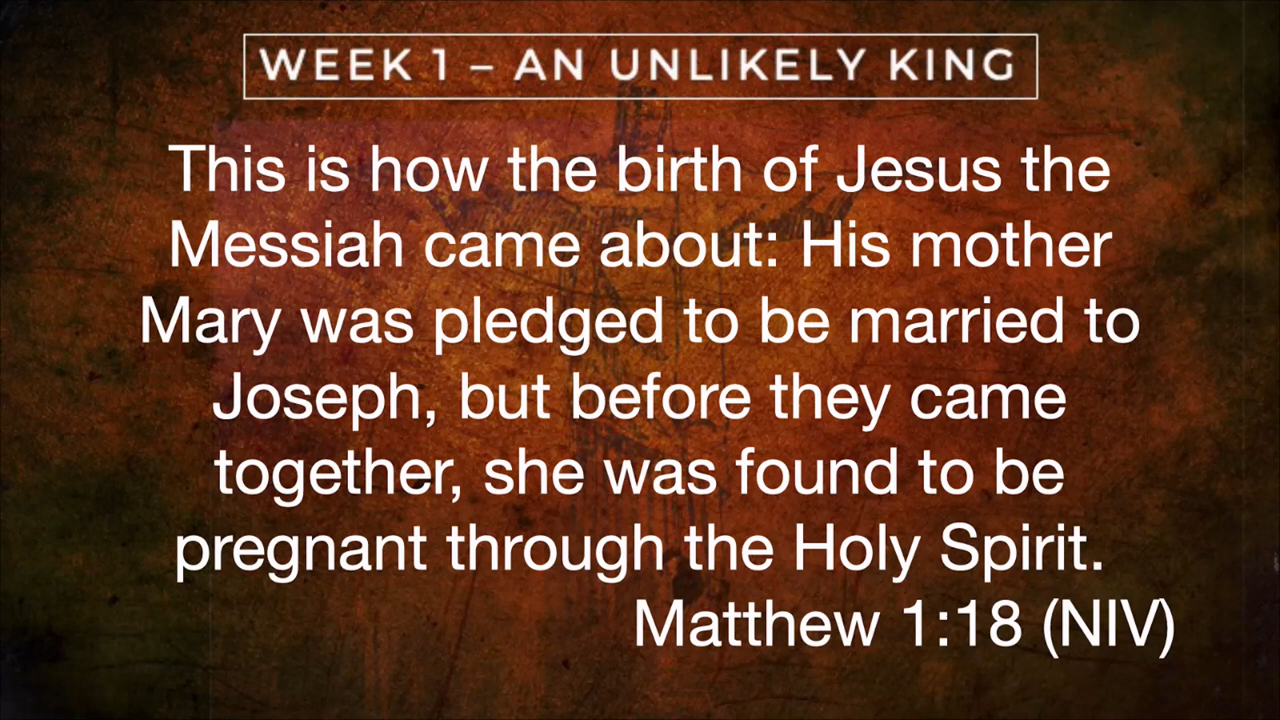 WEEK 1 – AN UNLIKELY KING
This is how the birth of Jesus the
Messiah came about: His mother
Mary was pledged to be married to
Joseph, but before they came
together, she was found to be
pregnant through the Holy Spirit.
Matthew 1:18 (NIV)